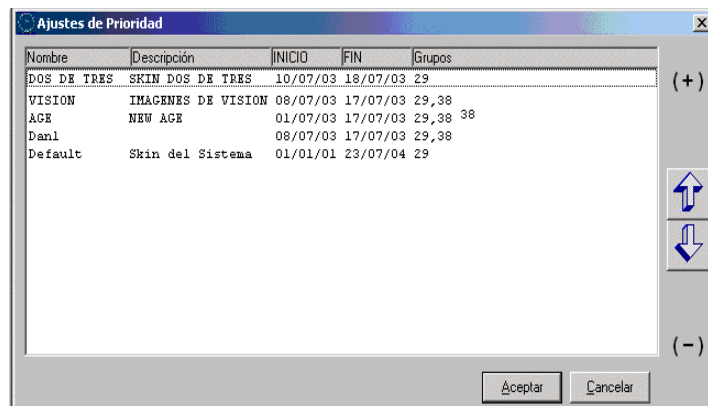 Ajustes de Prioridad
Nombre Descripción INICIO FIN Grupos
DOS DE TRES SKIN DOS DE TRES 10/07/03 18/07/03 29
(+)
VISION IMAGENES DE VISION 08/07/03 17/07/03 29,38
AGE NEW AGE 01/07/03 17/07/03 29,38 38
Dan1 08/07/03 17/07/03 29,38
Default Skin del Sistema 01/01/01 23/07/04 29
(-)
Aceptar Cancelar